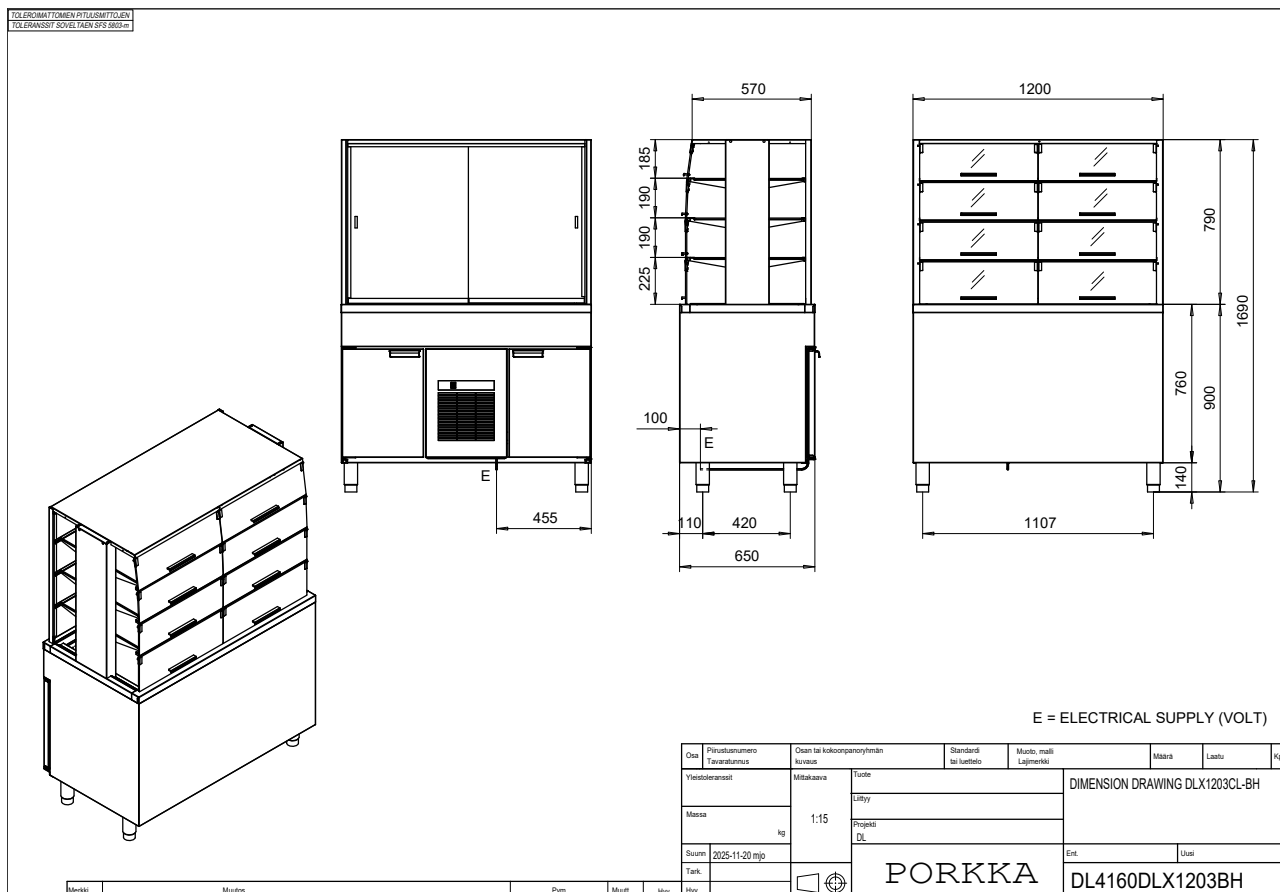 TOLEROIMATTOMIEN PITUUSMITTOJEN
TOLERANSSIT SOVELTAEN SFS 5803-m
570
1200
185
190
190
225
790
1690
760
900
140
100
E
E
455
110
420
650
1107
E = ELECTRICAL SUPPLY (VOLT)
Osa
Piirustusnumero
Tavaratunnus
Osan tai kokoonpanoryhmän
kuvaus
Standardi
tai luettelo
Muoto, malli
Lajimerkki
Määrä
Laatu
Yleistoleranssit
Mittakaava
Tuote
DIMENSION DRAWING DLX1203CL-BH
Liittyy
Massa
kg
1:15
Projekti
DL
Suunn
2025-11-20 mjo
Ent.
Uusi
Tark.
PORKKA
DL4160DLX1203BH
Merkki
Muutos
Pvm
Muutt.
Hyv.
Hyv.